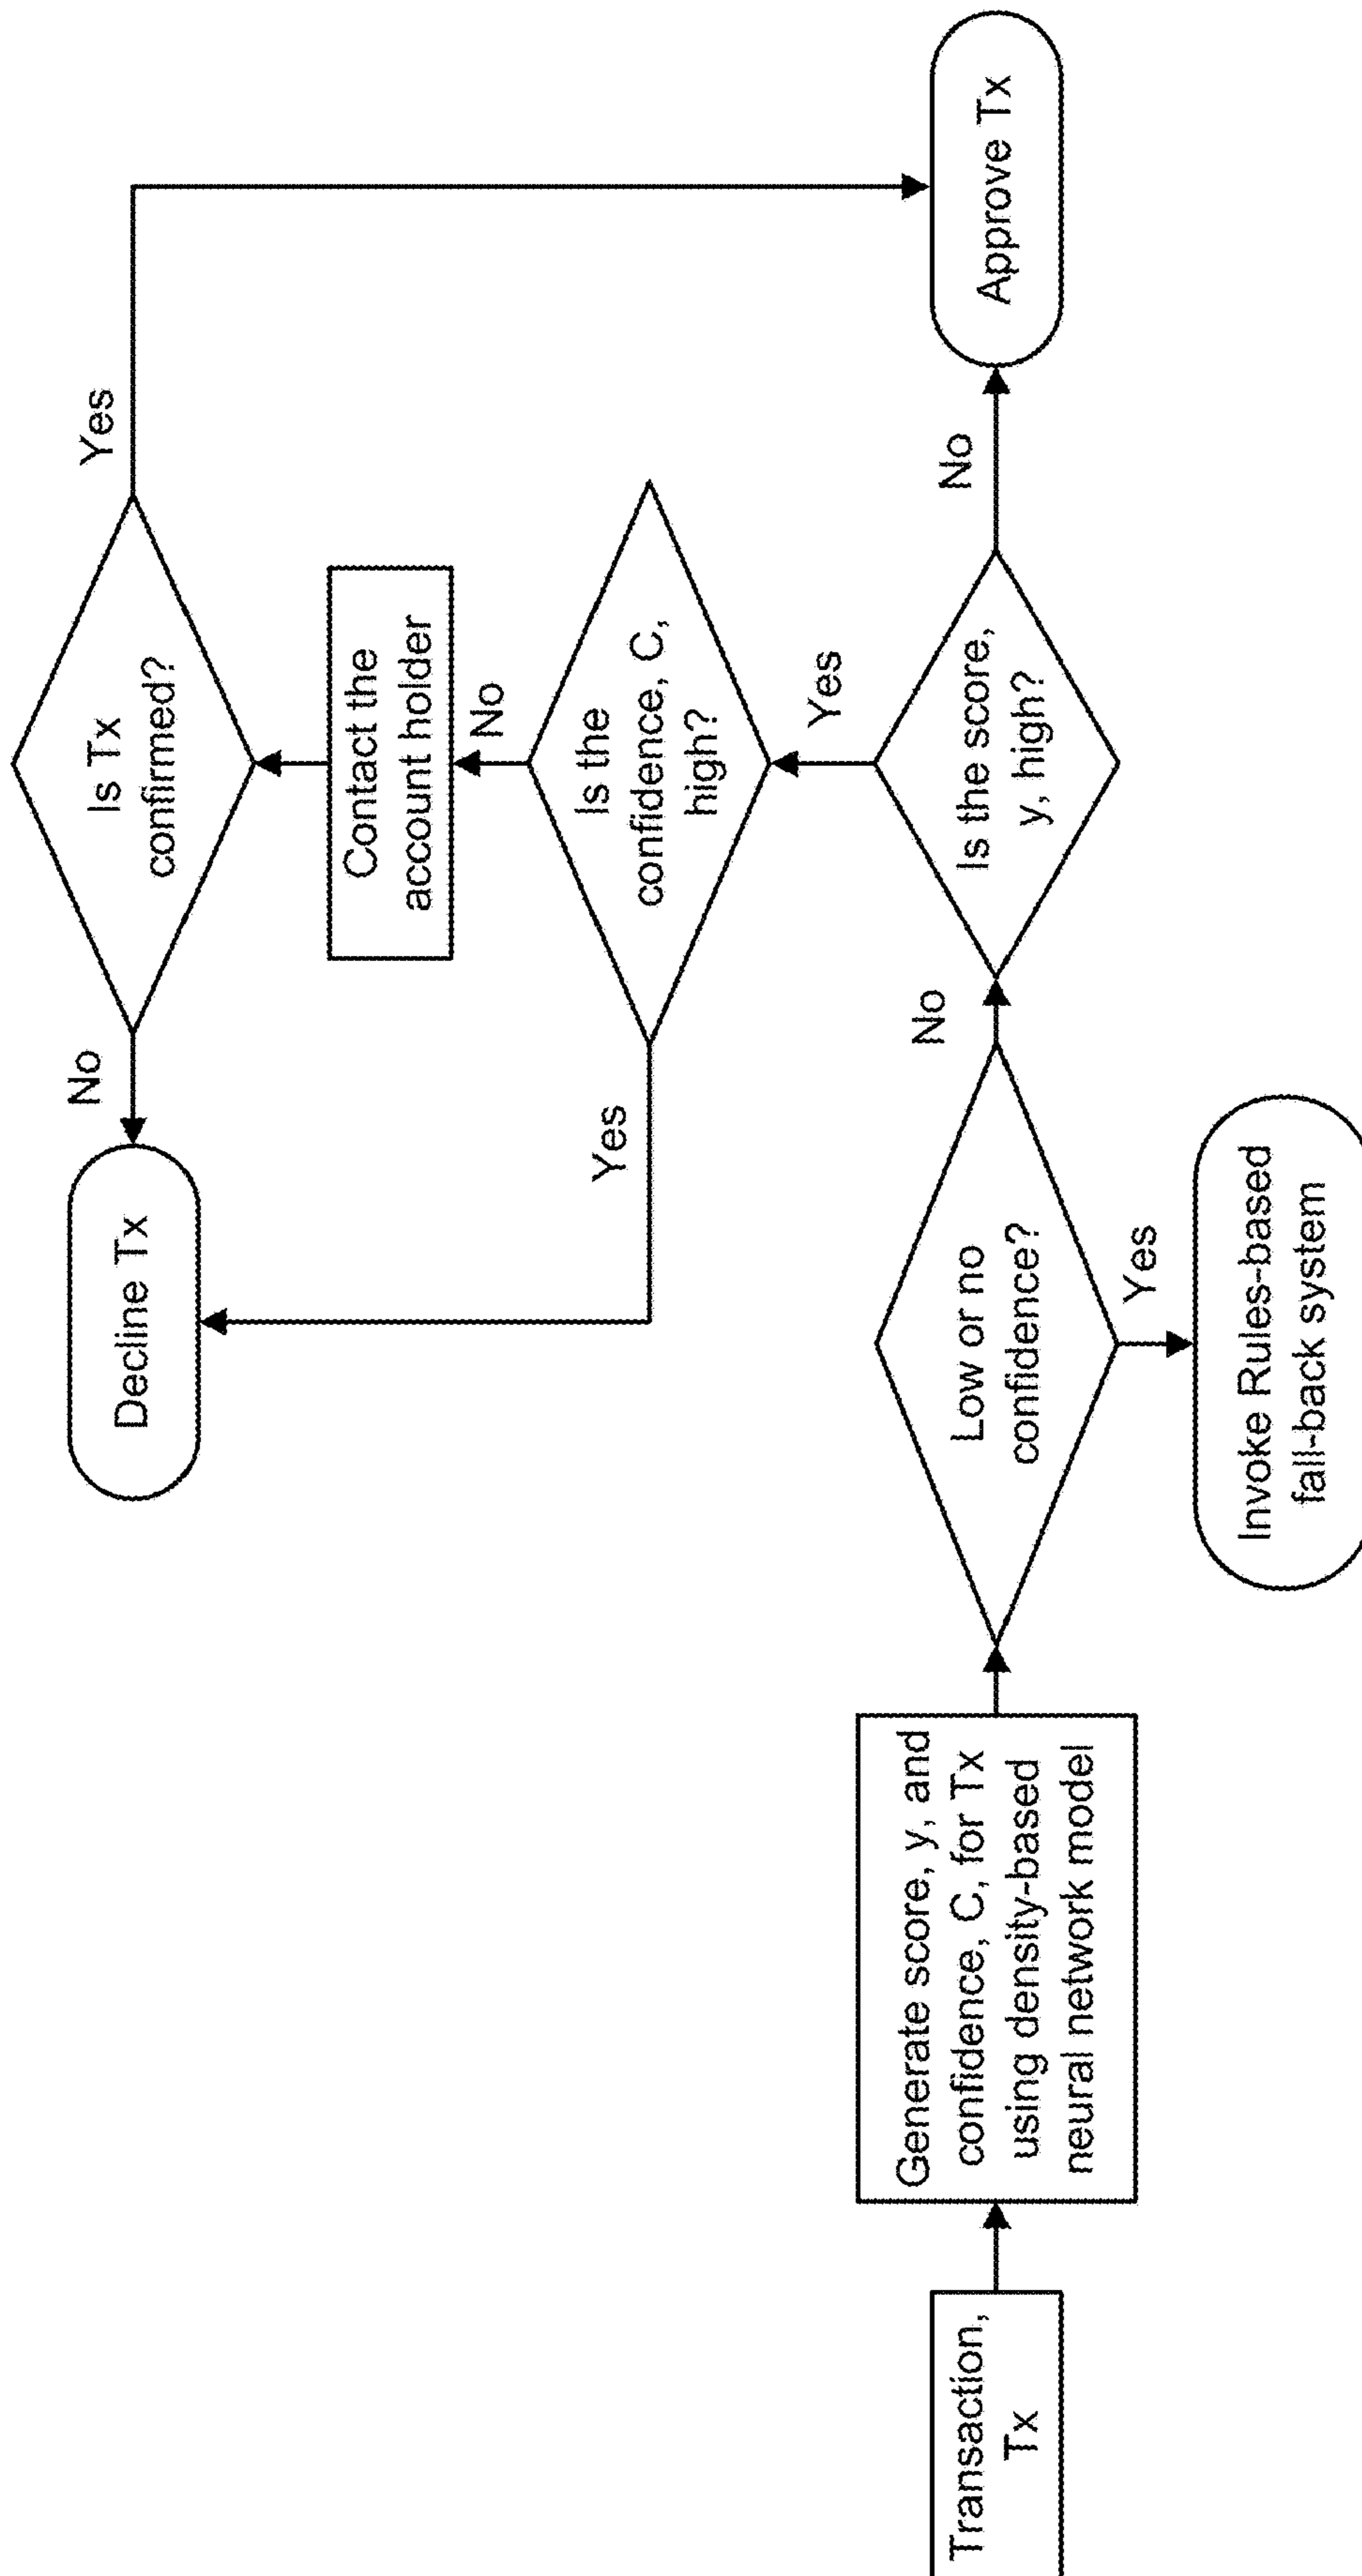 Transaction,
Tx
Generate score, y, and
confidence, C, for Tx
using density-based
neural network model
Low or no
confidence?
Yes
Invoke Rules-based
fall-back system
No
Is the score,
y, high?
No
Approve Tx
Yes
Is the
confidence, C,
high?
Yes
Decline Tx
No
Contact the
account holder
Is Tx
confirmed?
No
Yes